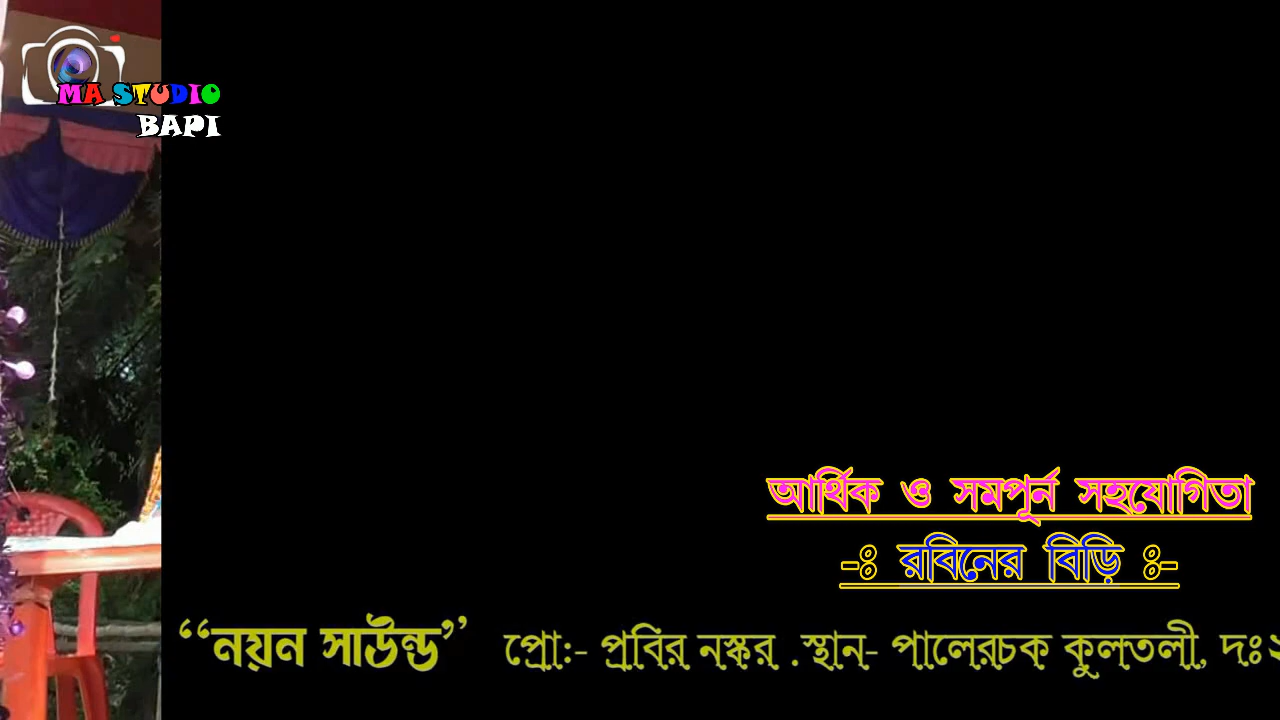 MA STUDIO
BAPI
আর্থিক ও সমপূর্ন সহযোগিতা
-ঃ রবিনের বিড়ি ঃ-
“নয়ন সাউন্ড” প্রো:- প্রবির নস্কর .স্থান- পালেরচক কুলতলী, দঃ